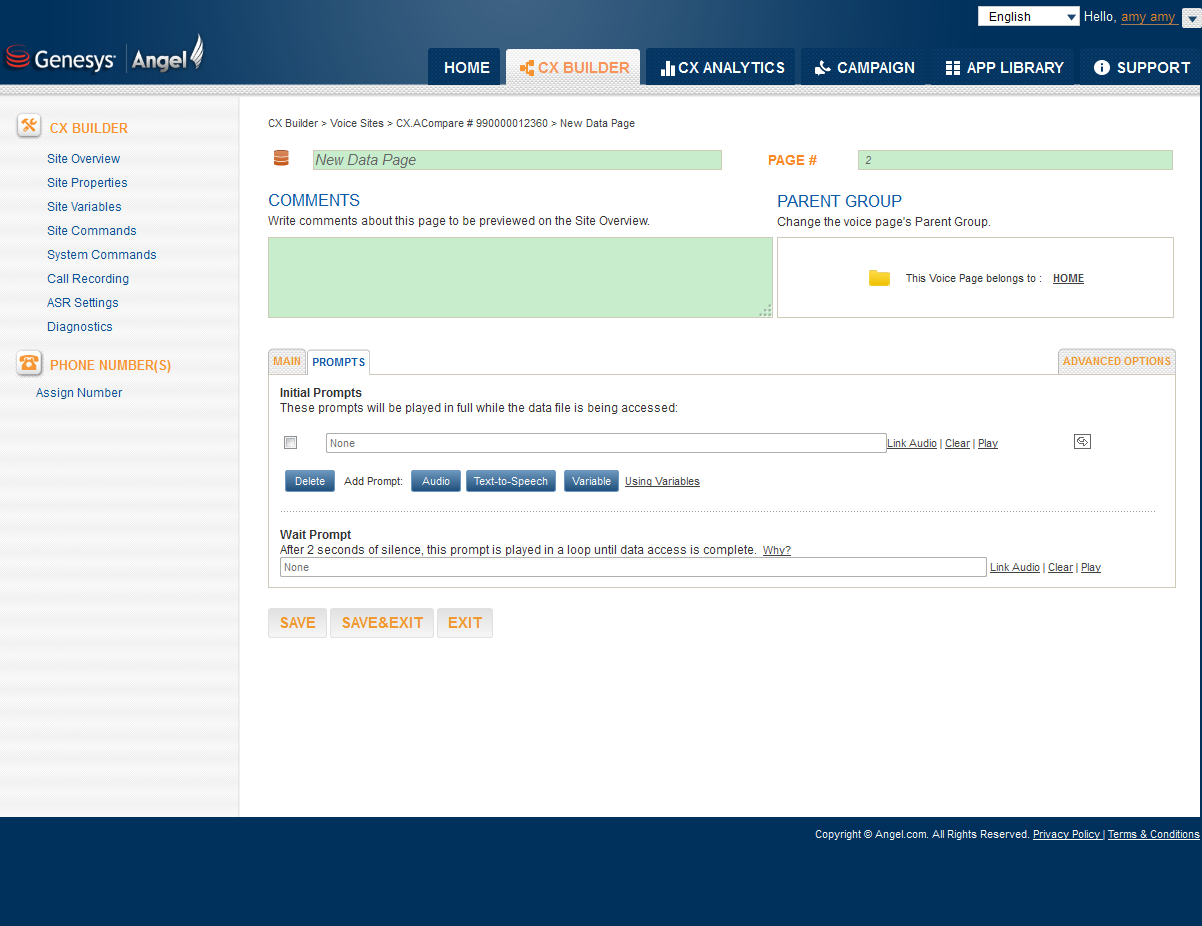 English Hello, amy amy
Genesys Angel
HOME CX BUILDER CX ANALYTICS CAMPAIGN APP LIBRARY SUPPORT
CX BUILDER
Site Overview
Site Properties
Site Variables
Site Commands
System Commands
Call Recording
ASR Settings
Diagnostics
PHONE NUMBER(S)
Assign Number
CX Builder > Voice Sites > CX.ACompare # 990000012360 > New Data Page
New Data Page PAGE # 2
COMMENTS
Write comments about this page to be previewed on the Site Overview.
PARENT GROUP
Change the voice page's Parent Group.
This Voice Page belongs to : HOME
MAIN PROMPTS ADVANCED OPTIONS
Initial Prompts
These prompts will be played in full while the data file is being accessed:
None Link Audio | Clear | Play
Delete Add Prompt: Audio Text-to-Speech Variable Using Variables
Wait Prompt
After 2 seconds of silence, this prompt is played in a loop until data access is complete. Why?
None Link Audio | Clear | Play
SAVE SAVE&EXIT EXIT
Copyright © Angel.com. All Rights Reserved. Privacy Policy | Terms & Conditions